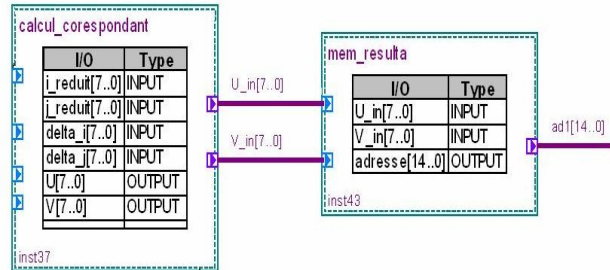 calcul_corespondant
I/O Type
i_reduit[7..0] INPUT
j_reduit[7..0] INPUT
delta_i[7..0] INPUT
delta_j[7..0] INPUT
U[7..0] OUTPUT
V[7..0] OUTPUT
inst37
U_in[7..0]
V_in[7..0]
mem_resulta
I/O Type
U_in[7..0] INPUT
V_in[7..0] INPUT
adresse[14..0] OUTPUT
inst43
ad1[14..0]